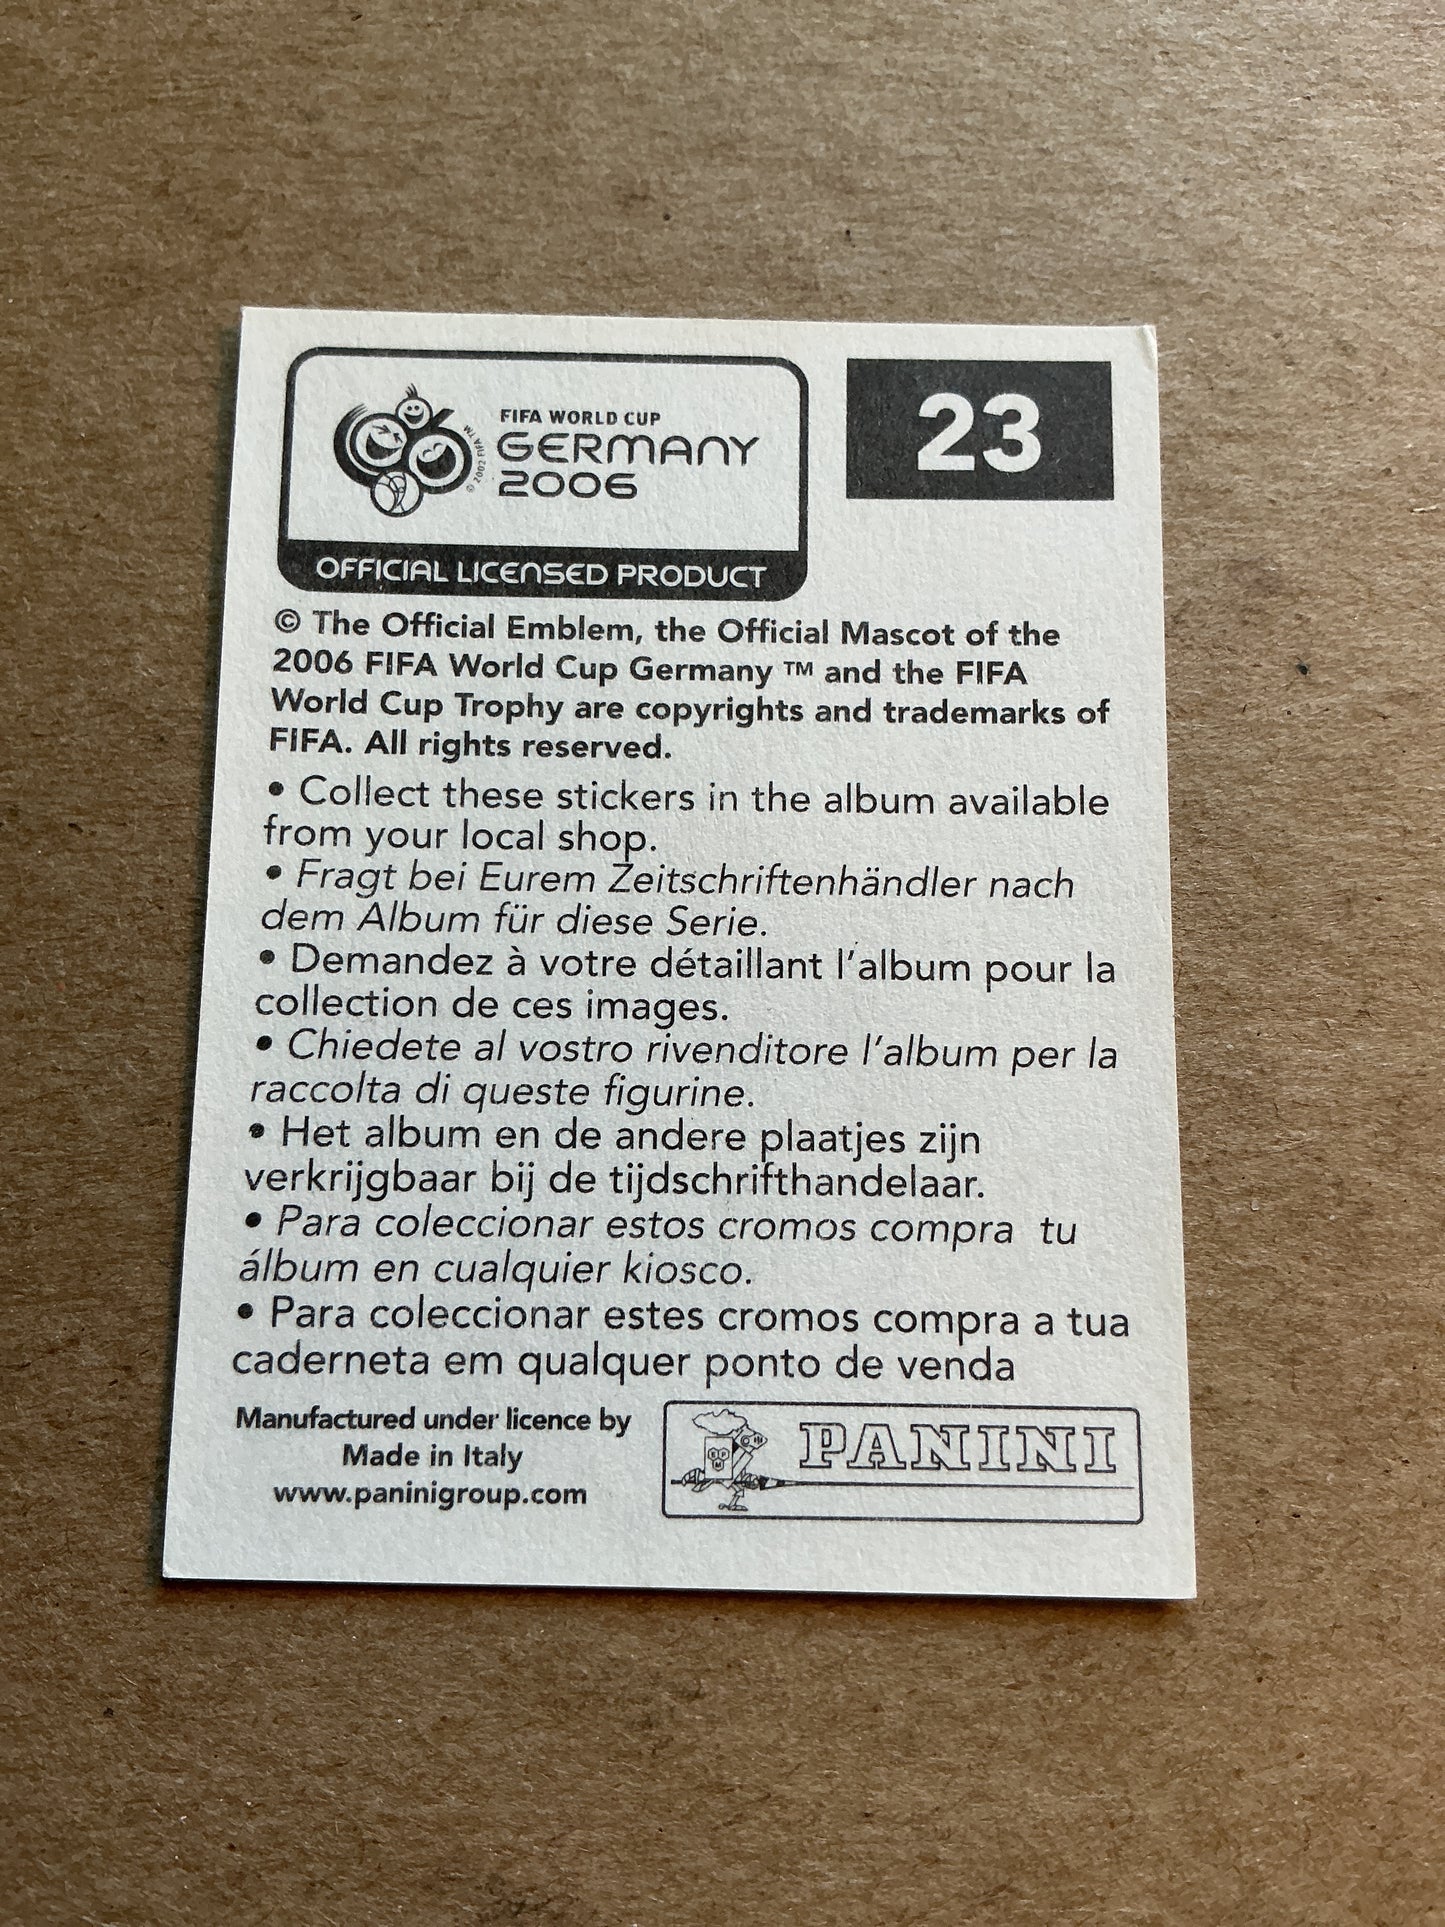 FIFA WORLD CUP
GERMANY
2006
© 2002 FIFA TM
23
OFFICIAL LICENSED PRODUCT
© The Official Emblem, the Official Mascot of the
2006 FIFA World Cup Germany ™ and the FIFA
World Cup Trophy are copyrights and trademarks of
FIFA. All rights reserved.
• Collect these stickers in the album available
from your local shop.
• Fragt bei Eurem Zeitschriftenhändler nach
dem Album für diese Serie.
• Demandez à votre détaillant l'album pour la
collection de ces images.
• Chiedete al vostro rivenditore l'album per la
raccolta di queste figurine.
• Het album en de andere plaatjes zijn
verkrijgbaar bij de tijdschrifthandelaar.
• Para coleccionar estos cromos compra tu
álbum en cualquier kiosco.
• Para coleccionar estes cromos compra a tua
caderneta em qualquer ponto de venda
Manufactured under licence by
Made in Italy
www.paninigroup.com
PANINI